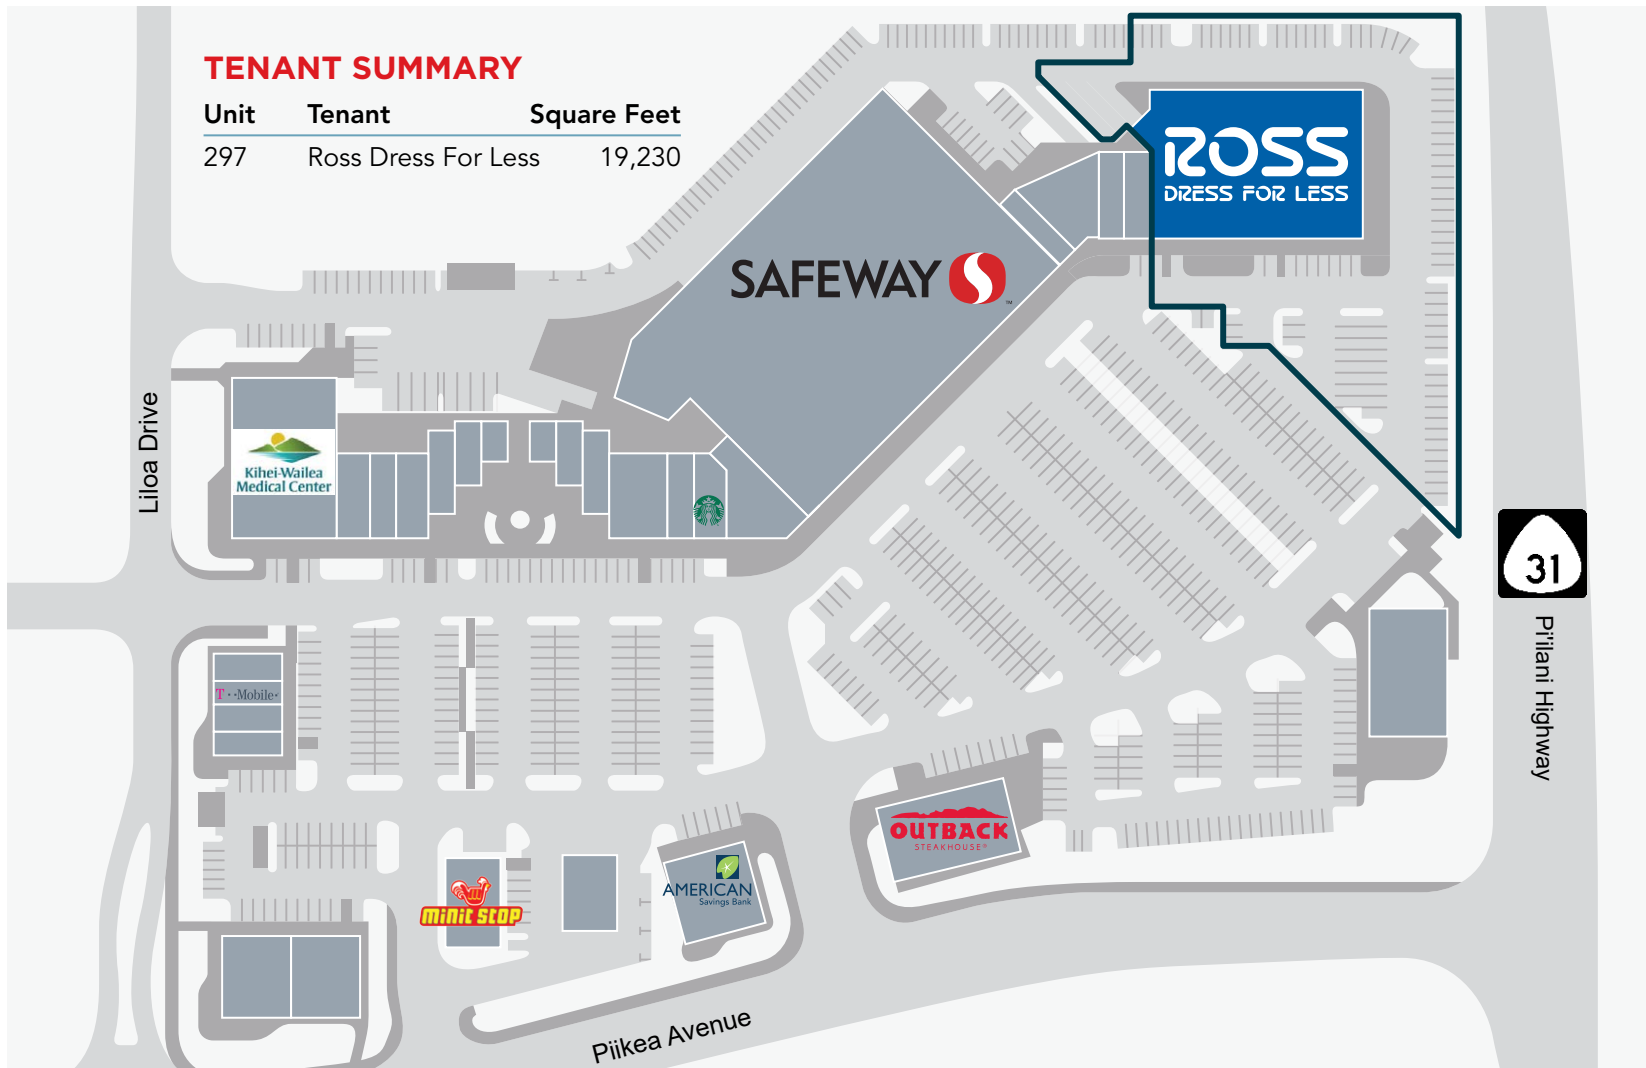 TENANT SUMMARY
Unit Tenant Square Feet
297 Ross Dress For Less 19,230
ROSS
DRESS FOR LESS
SAFEWAY
TM
Liloa Drive
Kihei-Wailea
Medical Center
31
Pi'ilani Highway
T··Mobile·
OUTBACK
STEAKHOUSE®
minit stop
AMERICAN
Savings Bank
Piikea Avenue